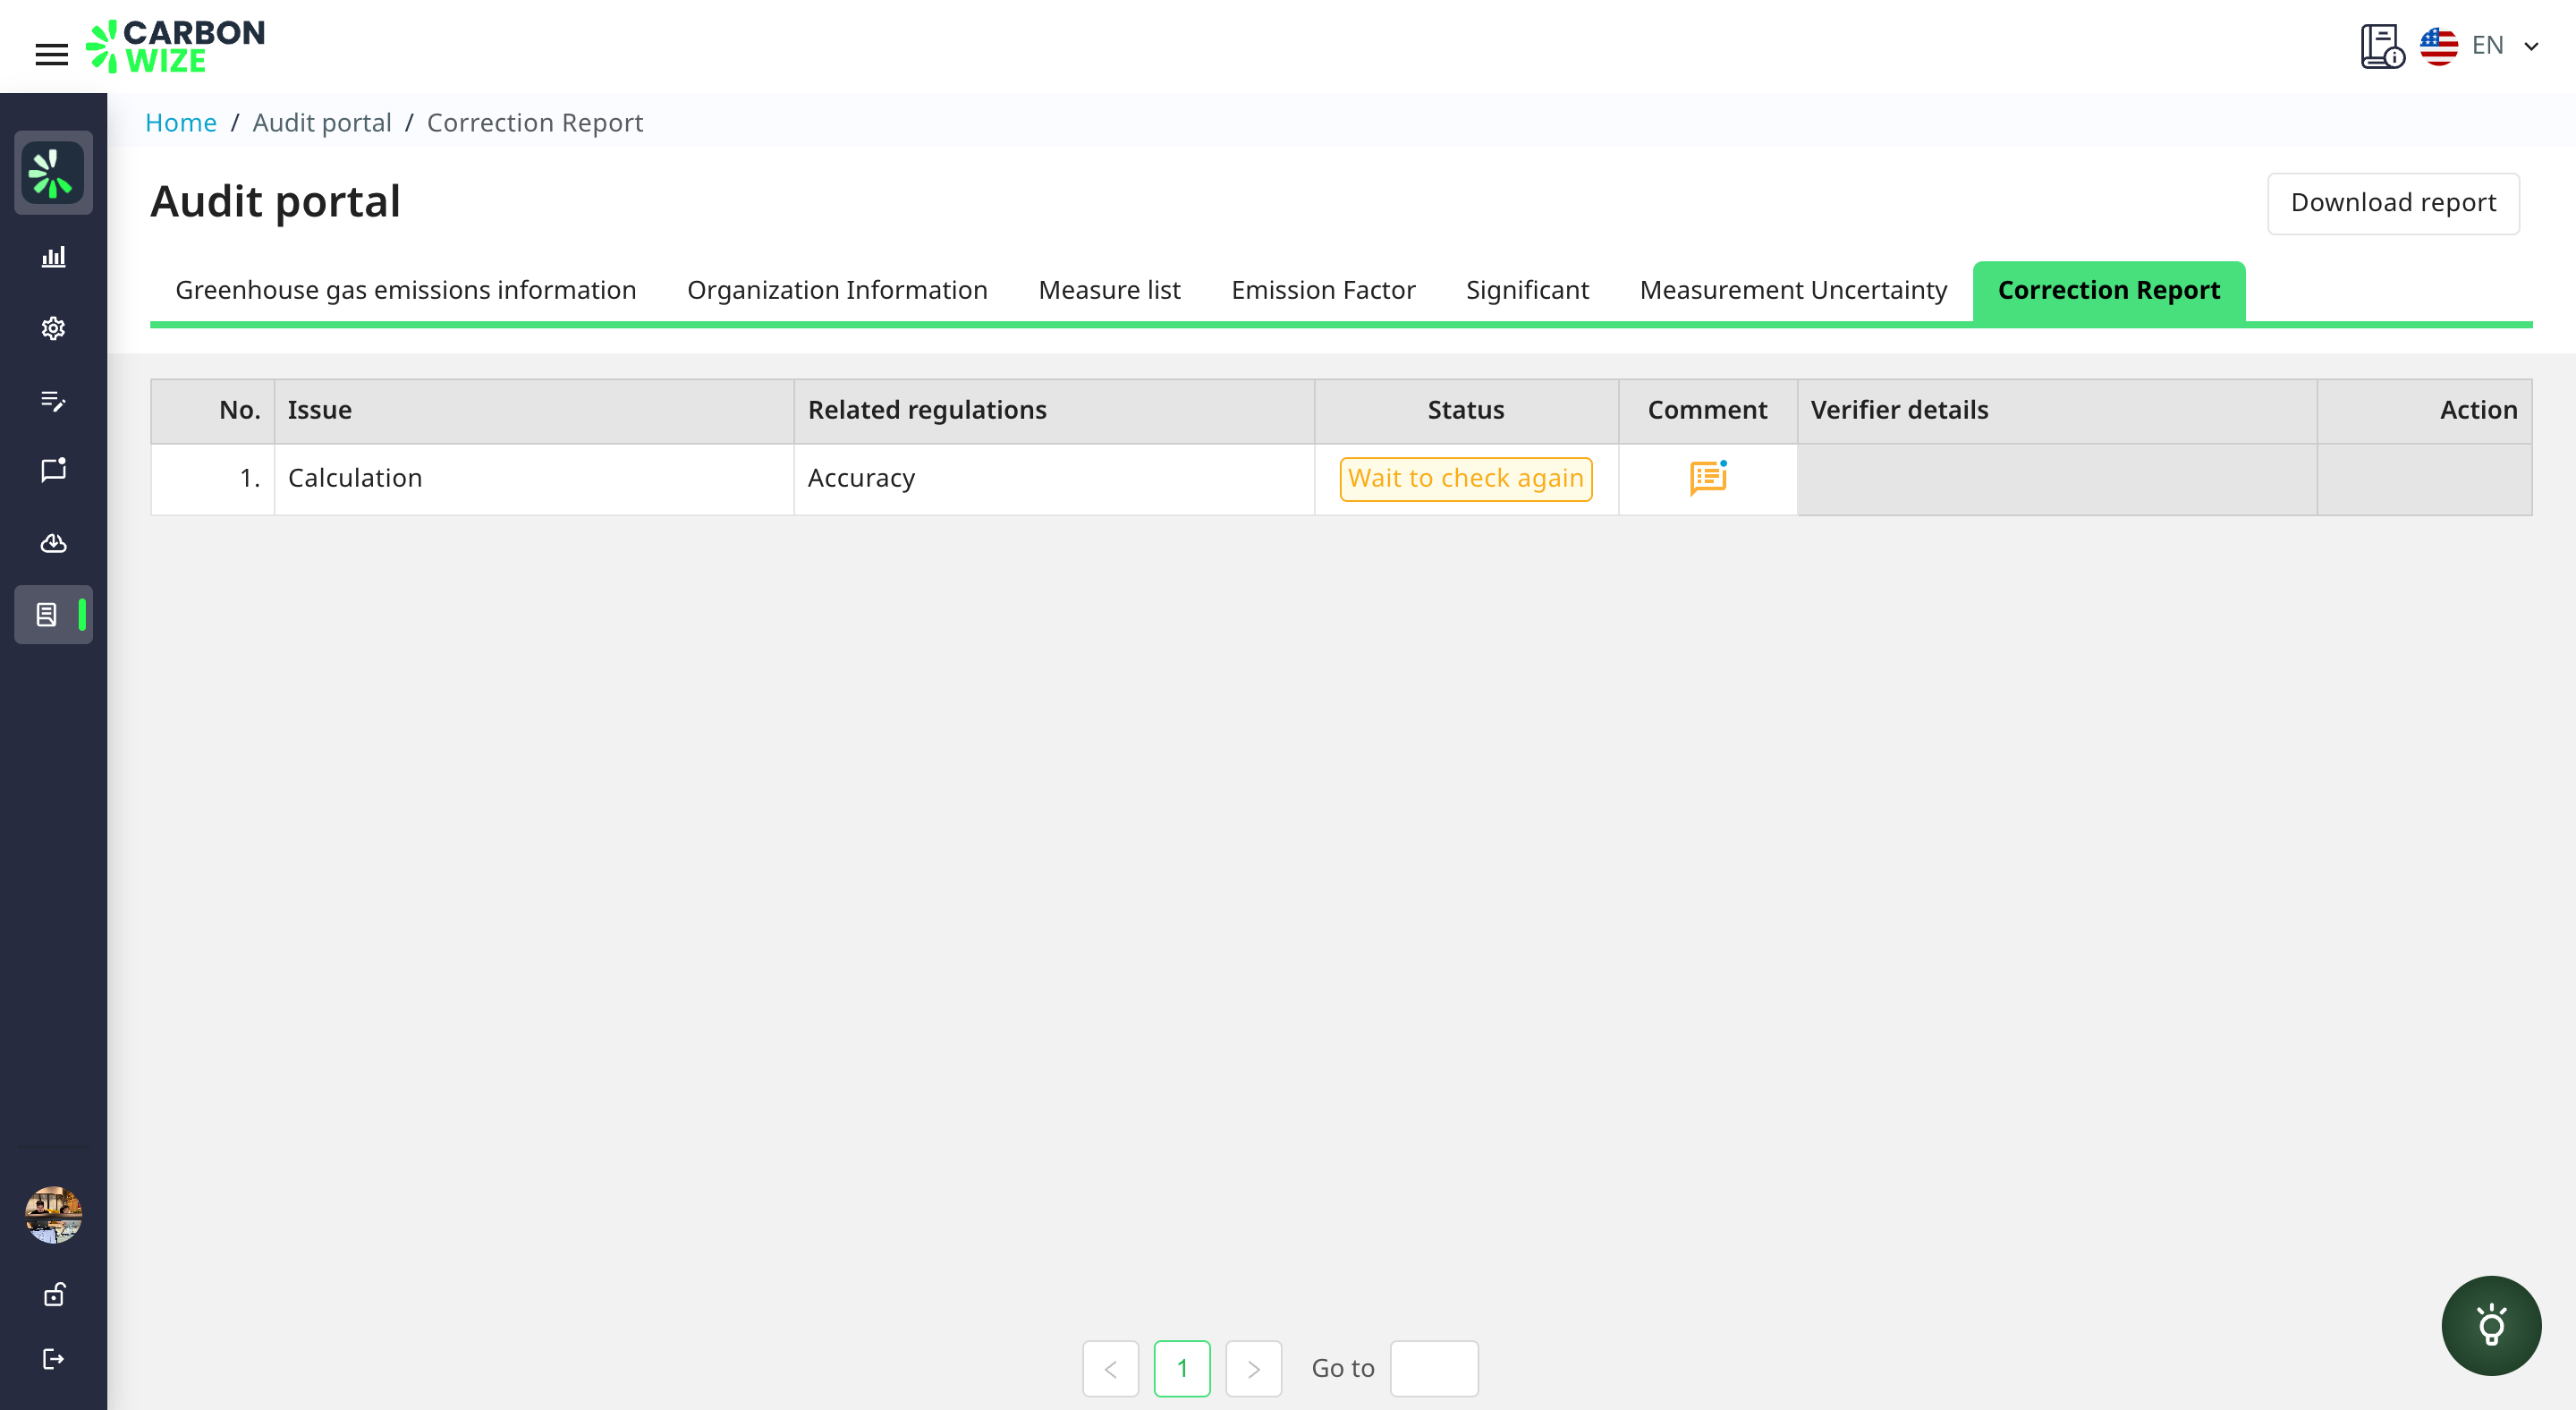 CARBON
WIZE
EN
Home / Audit portal / Correction Report
Audit portal
Download report
Greenhouse gas emissions information Organization Information Measure list Emission Factor Significant Measurement Uncertainty Correction Report
No. Issue Related regulations Status Comment Verifier details Action
1. Calculation Accuracy Wait to check again
< 1 > Go to